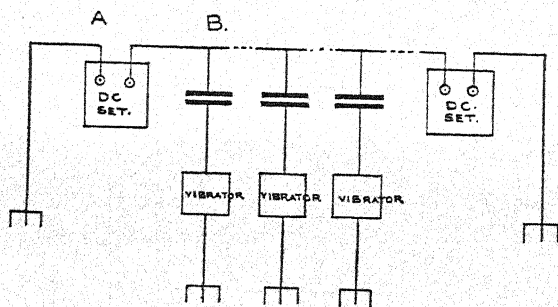 A
B.
DC
SET.
DC.
SET.
VIBRATOR
VIBRATOR
VIBRATOR